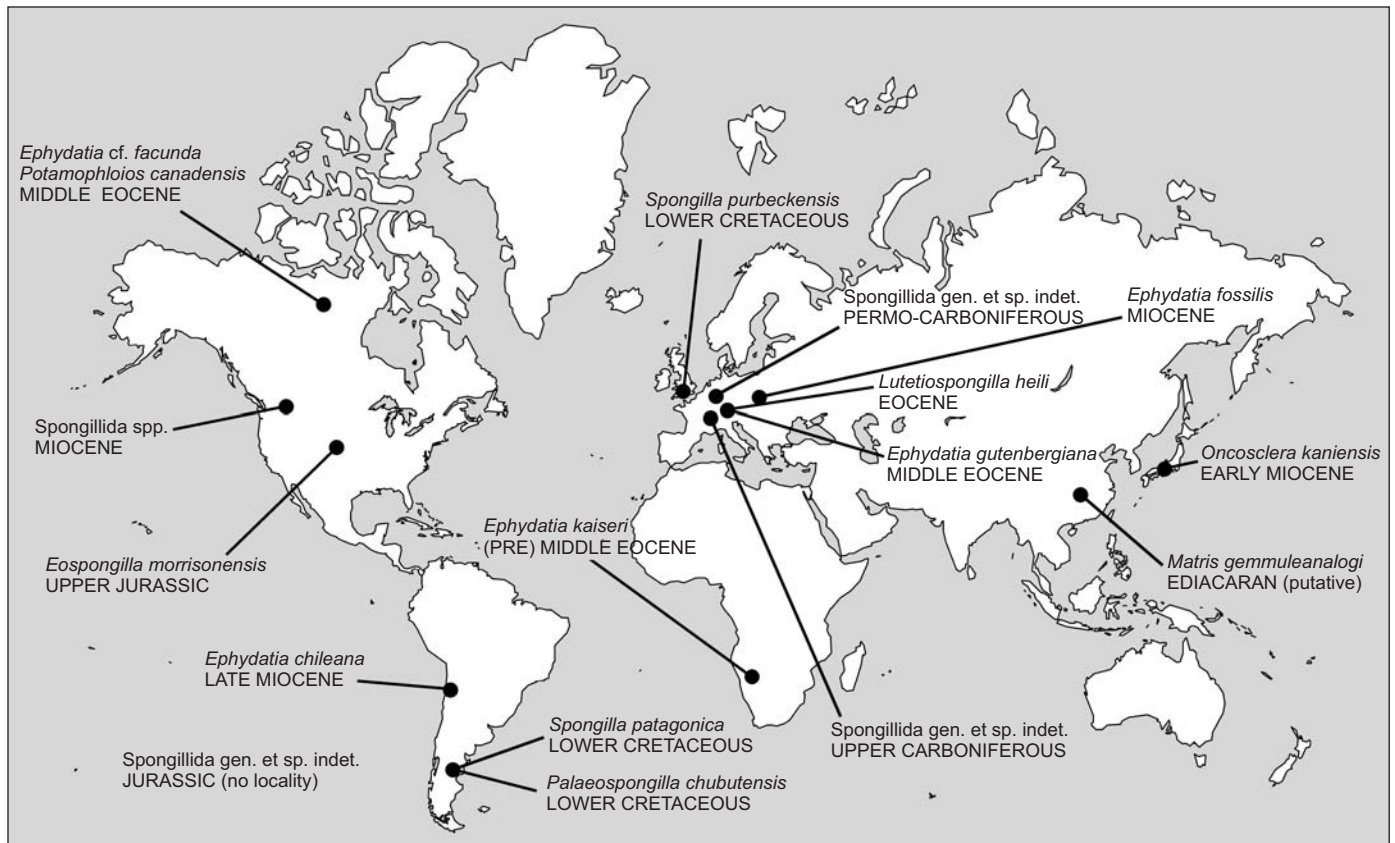 Ephydatia cf. facunda
Potamophloios canadensis
MIDDLE EOCENE
Spongilla purbeckensis
LOWER CRETACEOUS
Spongillida gen. et sp. indet.
PERMO-CARBONIFEROUS
Ephydatia fossilis
MIOCENE
Lutetiospongilla heili
EOCENE
Spongillida spp.
MIOCENE
Ephydatia gutenbergiana
MIDDLE EOCENE
Oncosclera kaniensis
EARLY MIOCENE
Ephydatia kaiseri
(PRE) MIDDLE EOCENE
Eospongilla morrisonensis
UPPER JURASSIC
Matris gemmuleanalogi
EDIACARAN (putative)
Ephydatia chileana
LATE MIOCENE
Spongilla patagonica
LOWER CRETACEOUS
Spongillida gen. et sp. indet.
UPPER CARBONIFEROUS
Spongillida gen. et sp. indet.
JURASSIC (no locality)
Palaeospongilla chubutensis
LOWER CRETACEOUS